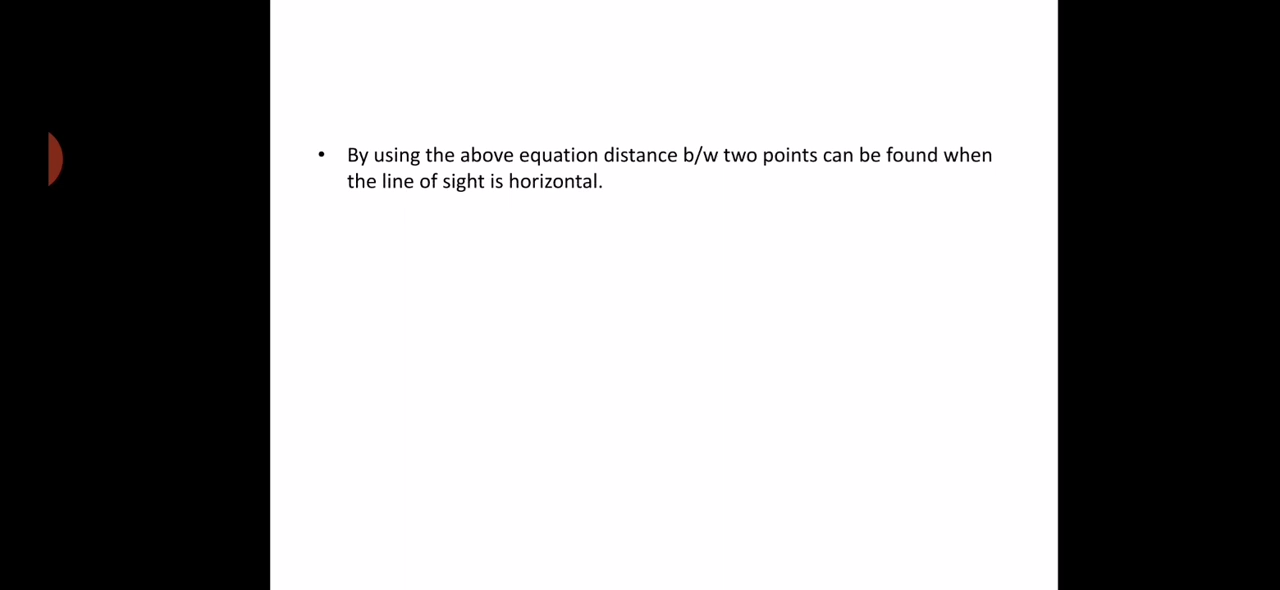 • By using the above equation distance b/w two points can be found when
the line of sight is horizontal.